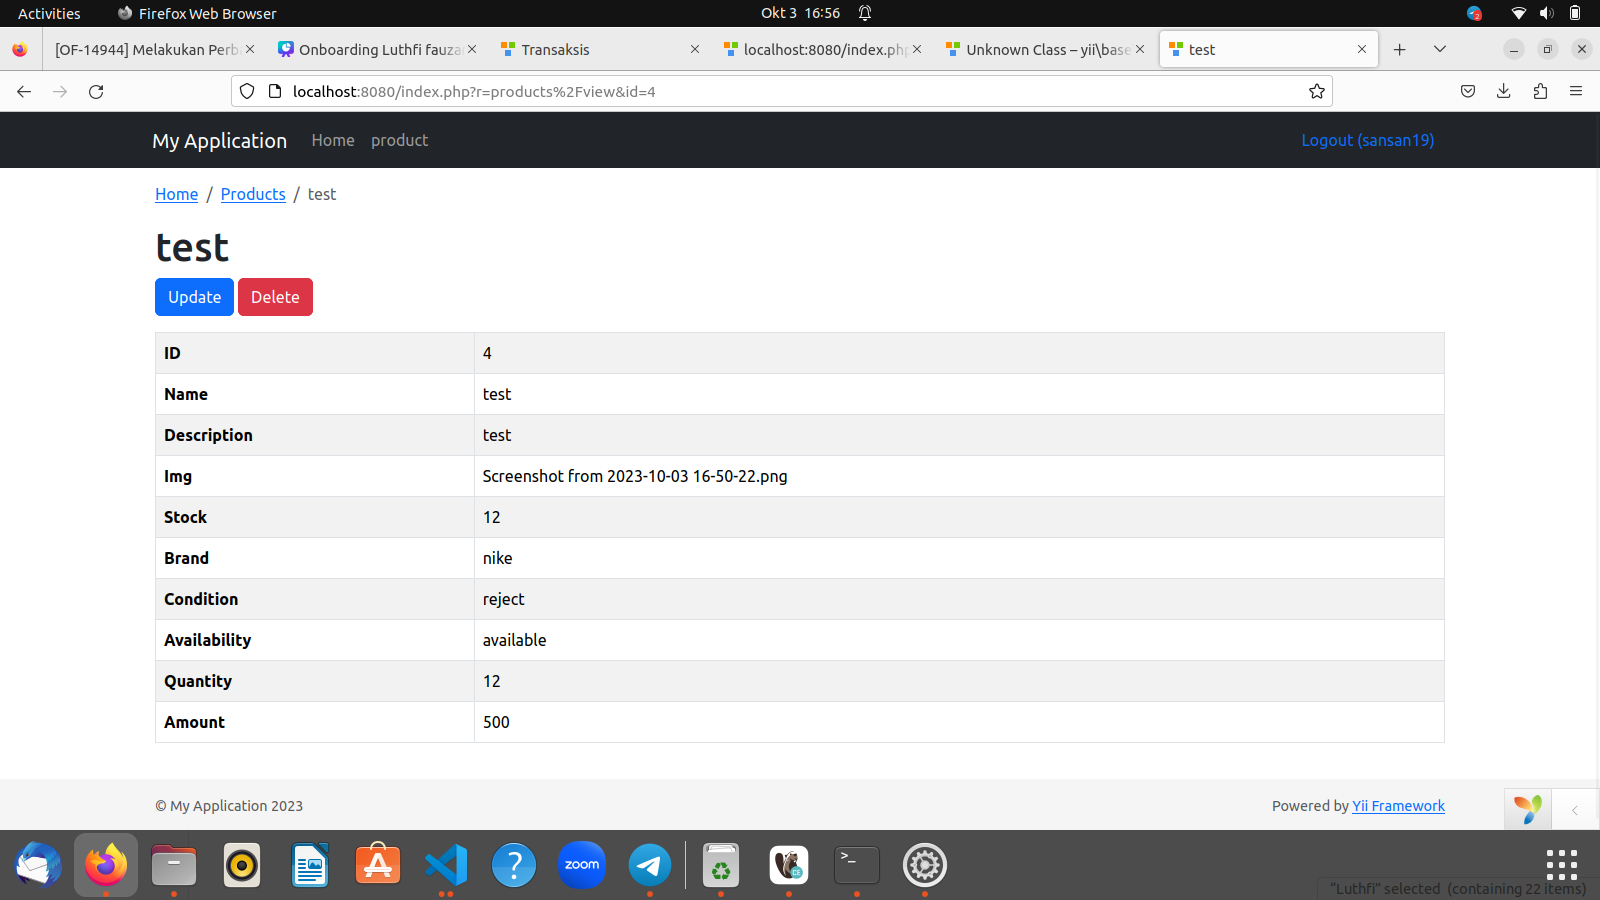 Activities
Firefox Web Browser
Okt 3 16:56
2
[OF-14944] Melakukan Perb
Onboarding Luthfi fauza
Transaksis
localhost:8080/index.php
Unknown Class – yii\base
test
localhost:8080/index.php?r=products%2Fview&id=4
My Application
Home
product
Logout (sansan19)
Home / Products / test
test
Update
Delete
ID 4
Name test
Description test
Img Screenshot from 2023-10-03 16-50-22.png
Stock 12
Brand nike
Condition reject
Availability available
Quantity 12
Amount 500
© My Application 2023
Powered by Yii Framework
zoom
CE
>_
"Luthfi" selected (containing 22 items)